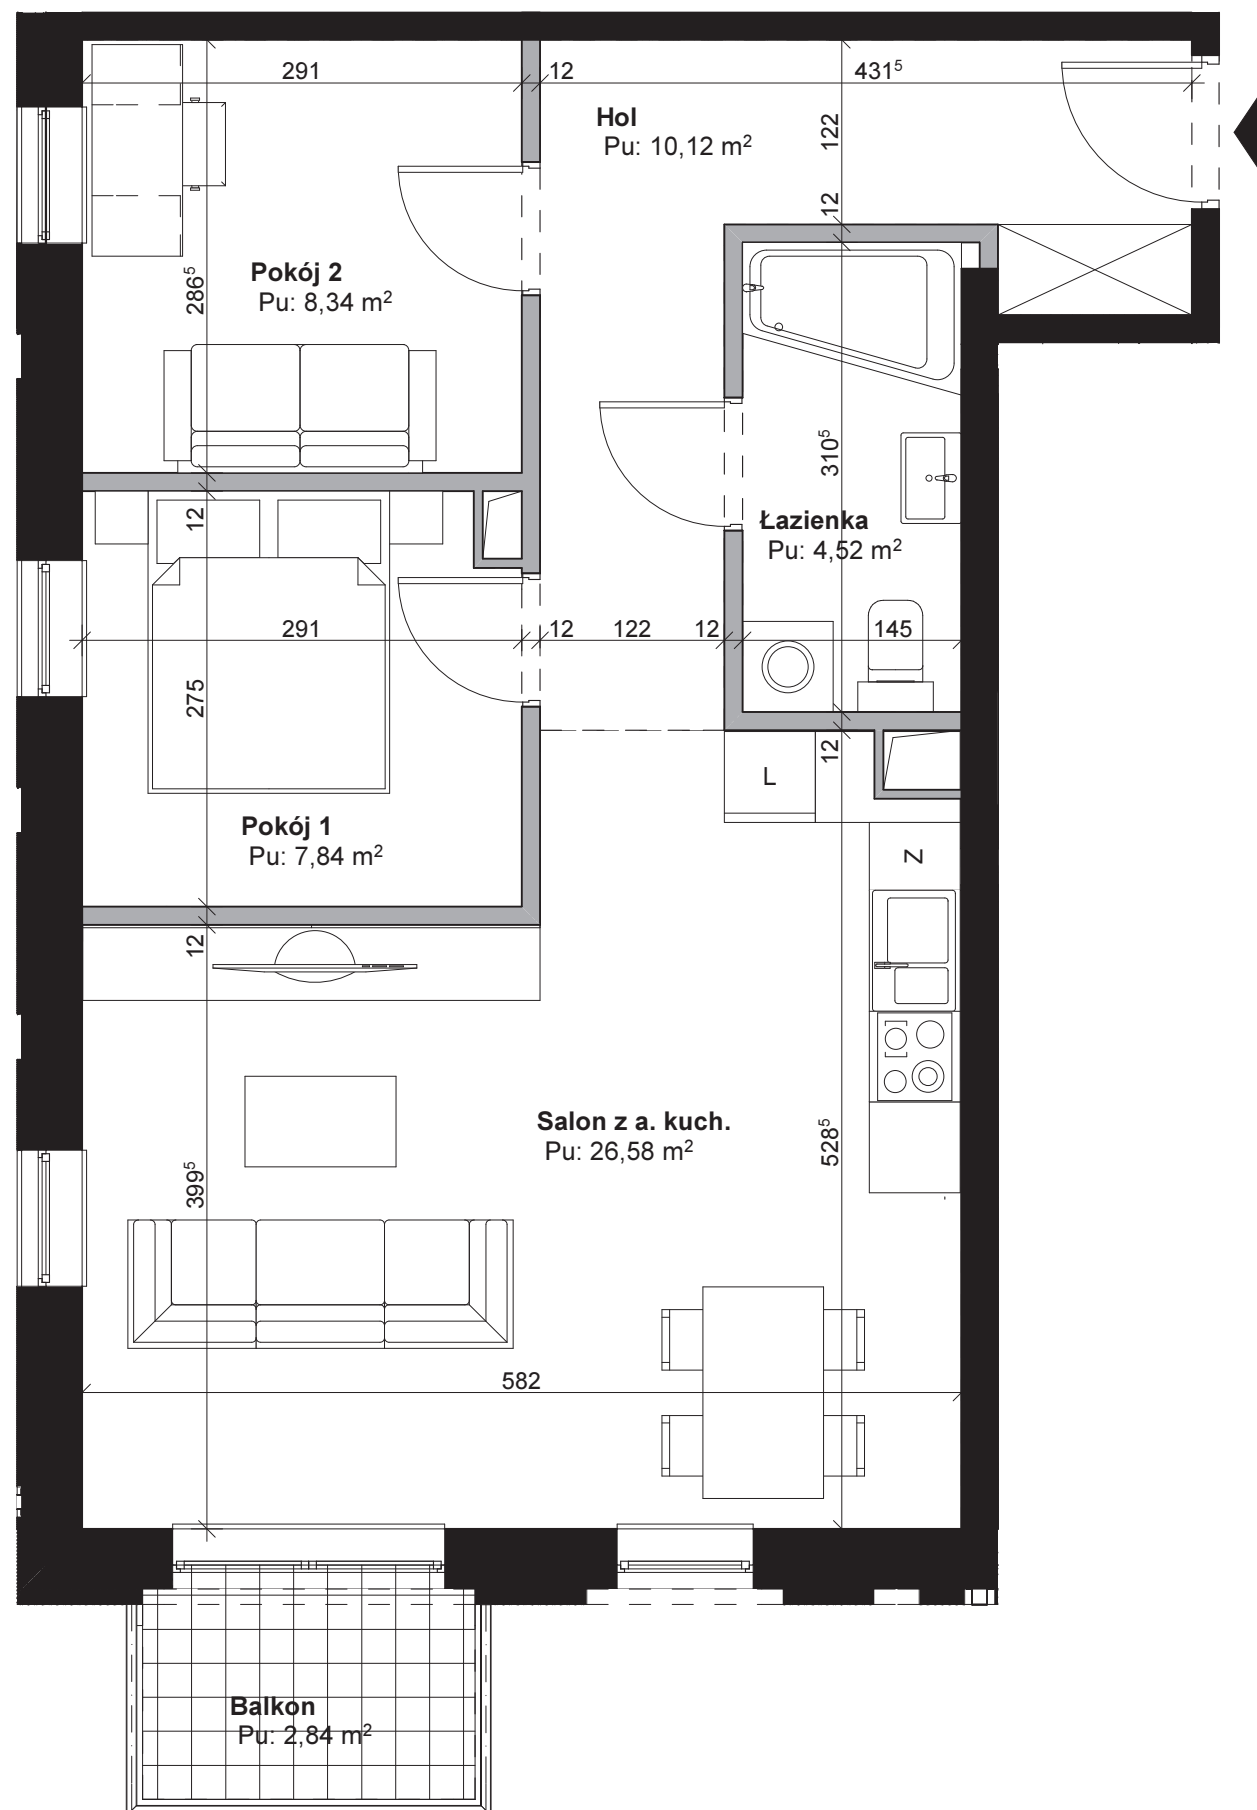 291
12
431⁵
Hol
Pu: 10,12 m²
122
12
Pokój 2
Pu: 8,34 m²
286⁵
310⁵
12
Łazienka
Pu: 4,52 m²
291
12
122
12
145
275
12
L
Pokój 1
Pu: 7,84 m²
Z
12
Salon z a. kuch.
Pu: 26,58 m²
528⁵
399⁵
582
Balkon
Pu: 2,84 m²